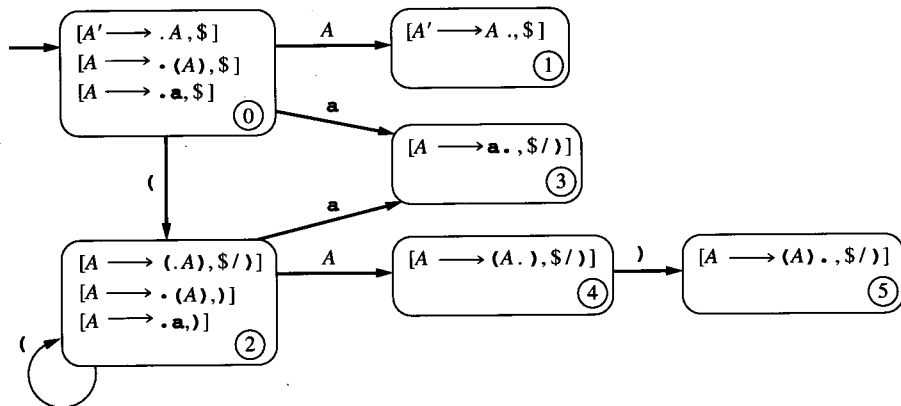 [A′ ⟶ .A,$]
[A ⟶ .(A),$]
[A ⟶ .a,$]
0
A
[A′ ⟶ A.,$]
1
a
[A ⟶ a.,$/)]
3
(
a
[A ⟶ (.A),$/)]
[A ⟶ .(A),)]
[A ⟶ .a,)]
2
(
A
[A ⟶ (A.),$/)]
4
)
[A ⟶ (A).,$/)]
5